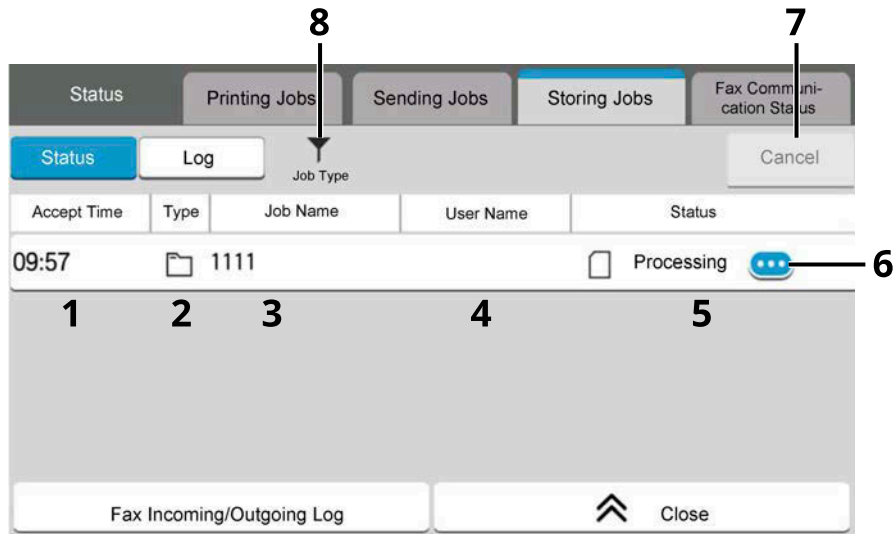 8 7
Status Printing Jobs Sending Jobs Storing Jobs Fax Communi-
cation Status
Status Log Job Type Cancel
Accept Time Type Job Name User Name Status
09:57 1111 Processing 6
1 2 3 4 5
Fax Incoming/Outgoing Log Close